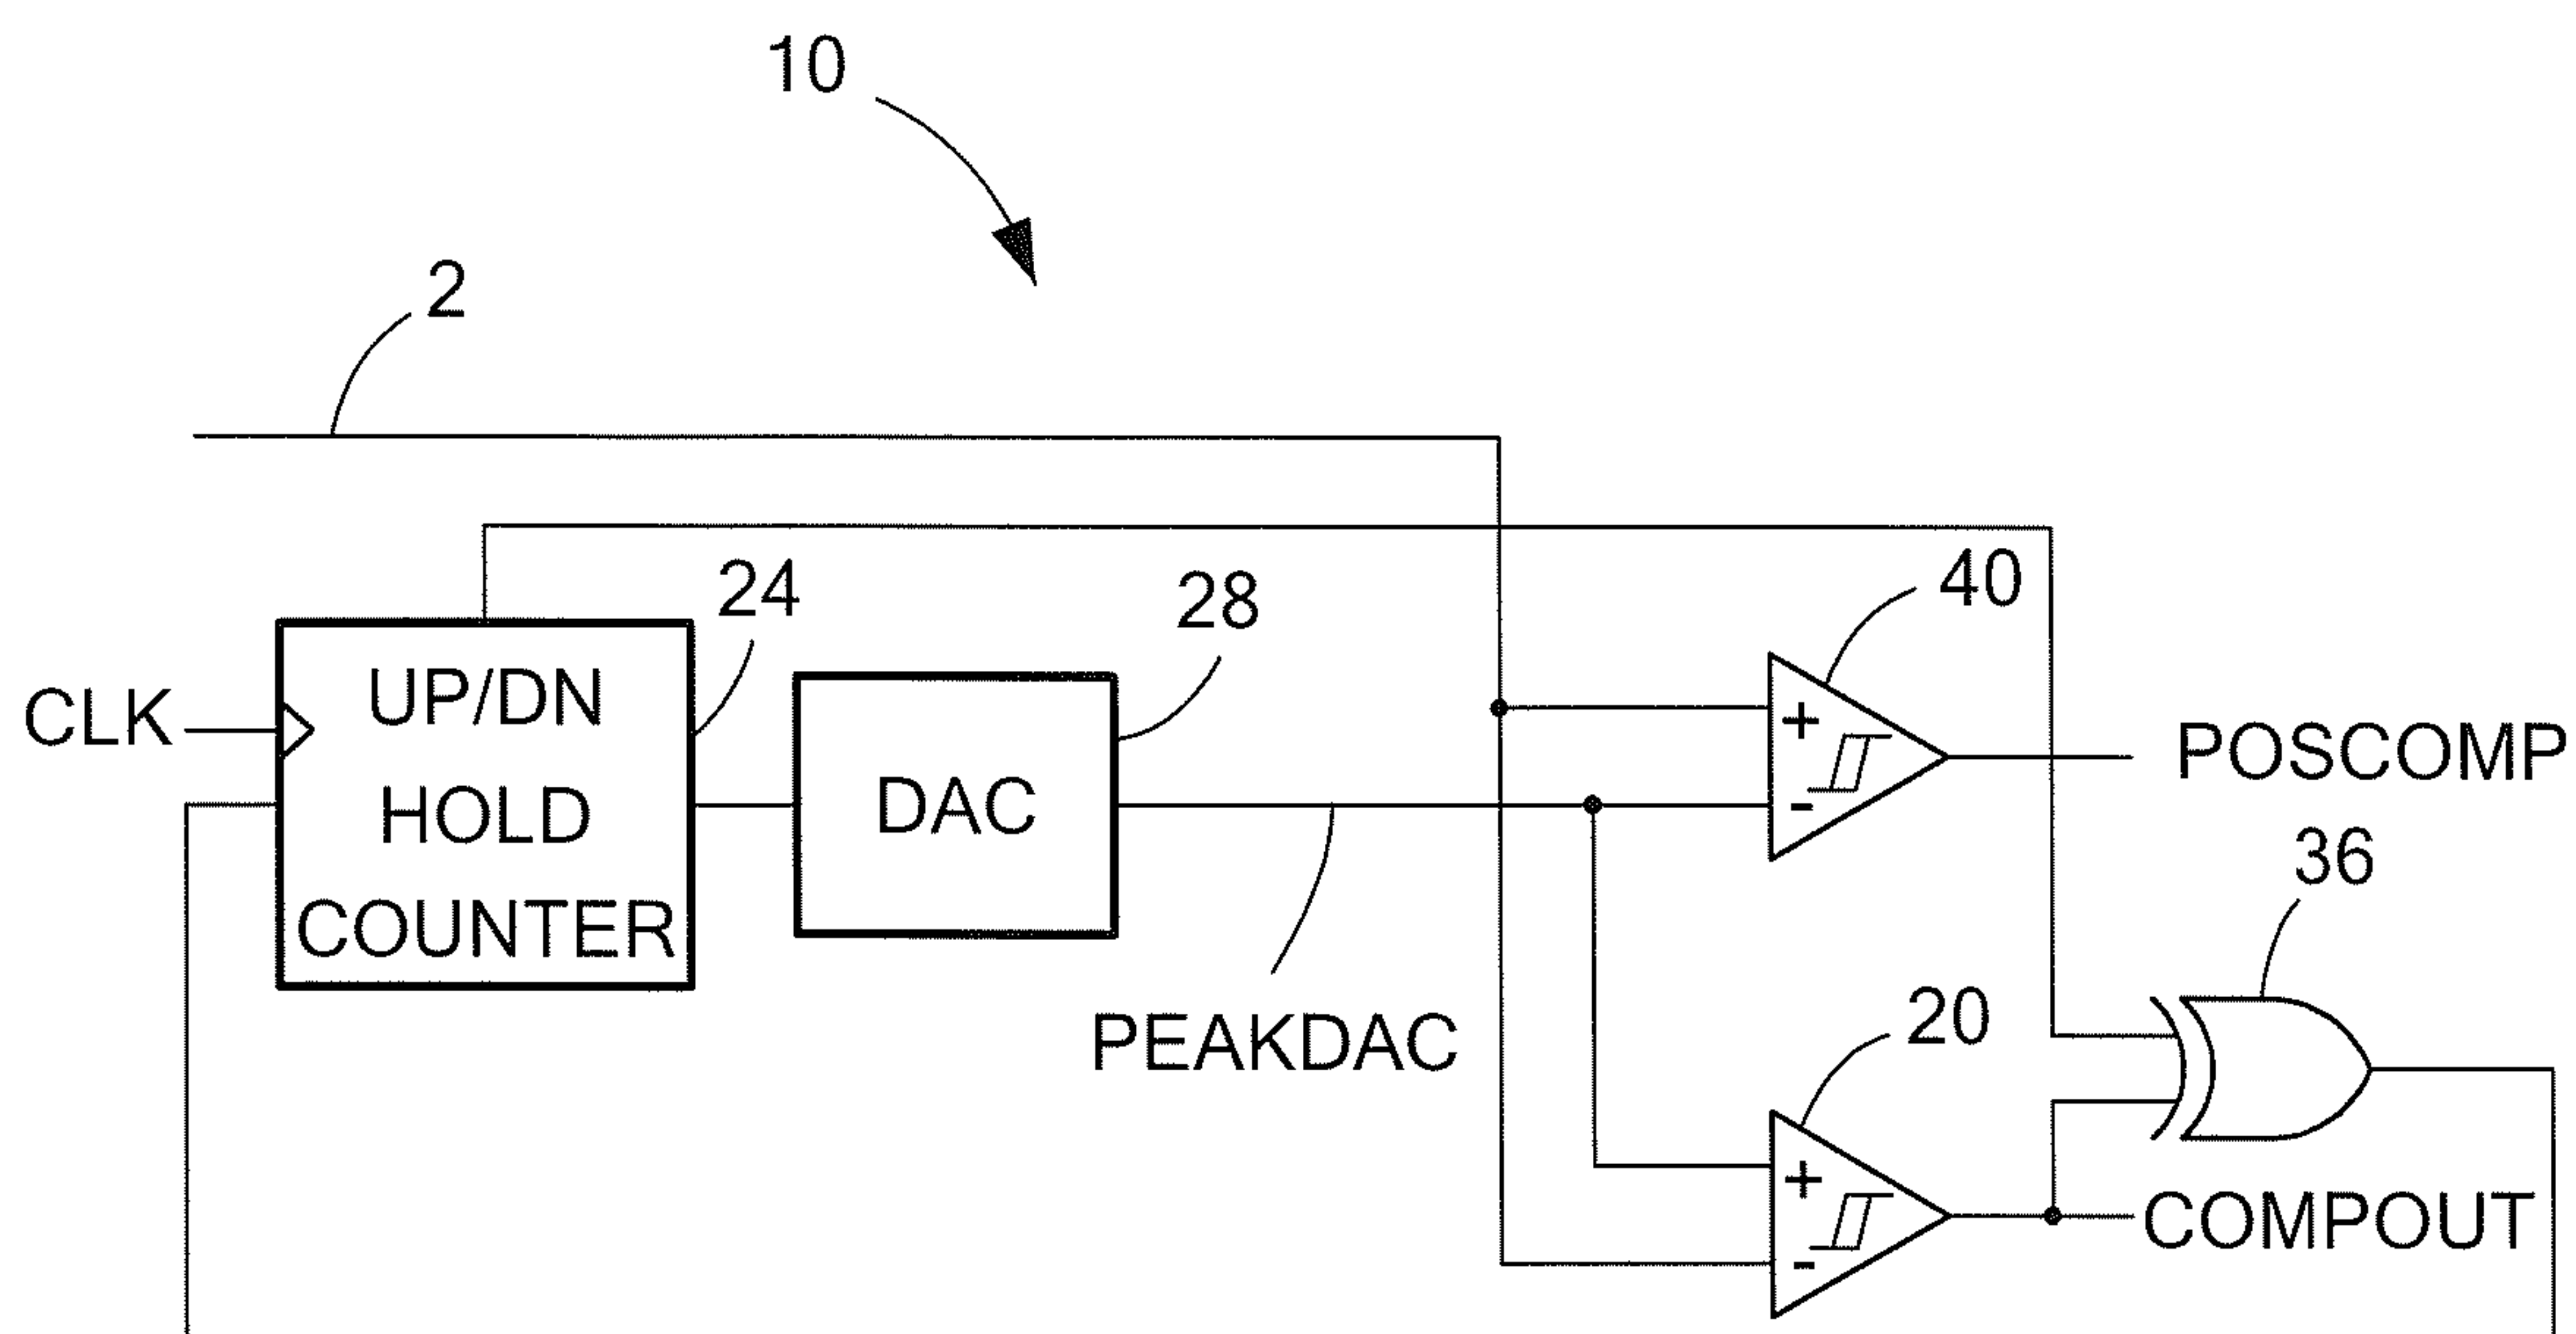 10
2
24
28
40
CLK
UP/DN
HOLD
COUNTER
DAC
+
-
POSCOMP
36
PEAKDAC
20
+
-
COMPOUT